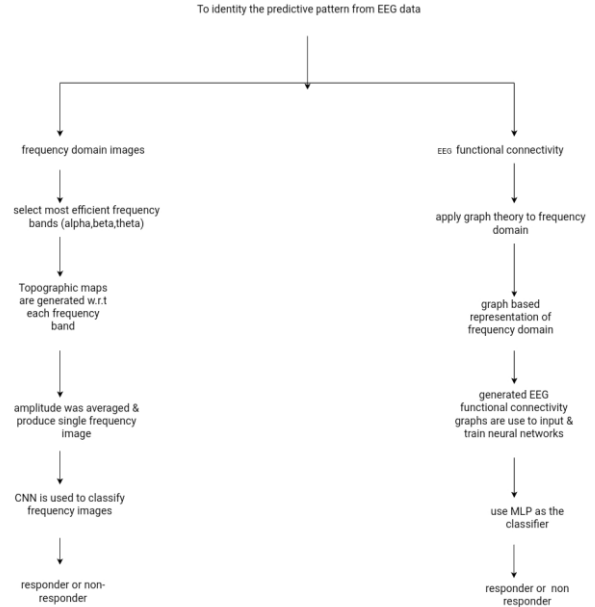 To identity the predictive pattern from EEG data
frequency domain images
select most efficient frequency
bands (alpha,beta,theta)
Topographic maps
are generated w.r.t
each frequency
band
amplitude was averaged &
produce single frequency
image
CNN is used to classify
frequency images
responder or non-
responder
EEG functional connectivity
apply graph theory to frequency
domain
graph based
representation of
frequency domain
generated EEG
functional connectivity
graphs are use to input &
train neural networks
use MLP as the
classifier
responder or non
responder